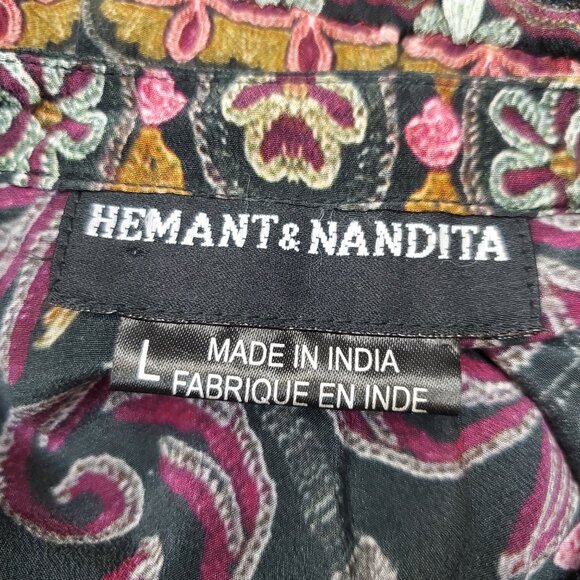 HEMANT & NANDITA
L
MADE IN INDIA
FABRIQUE EN INDE